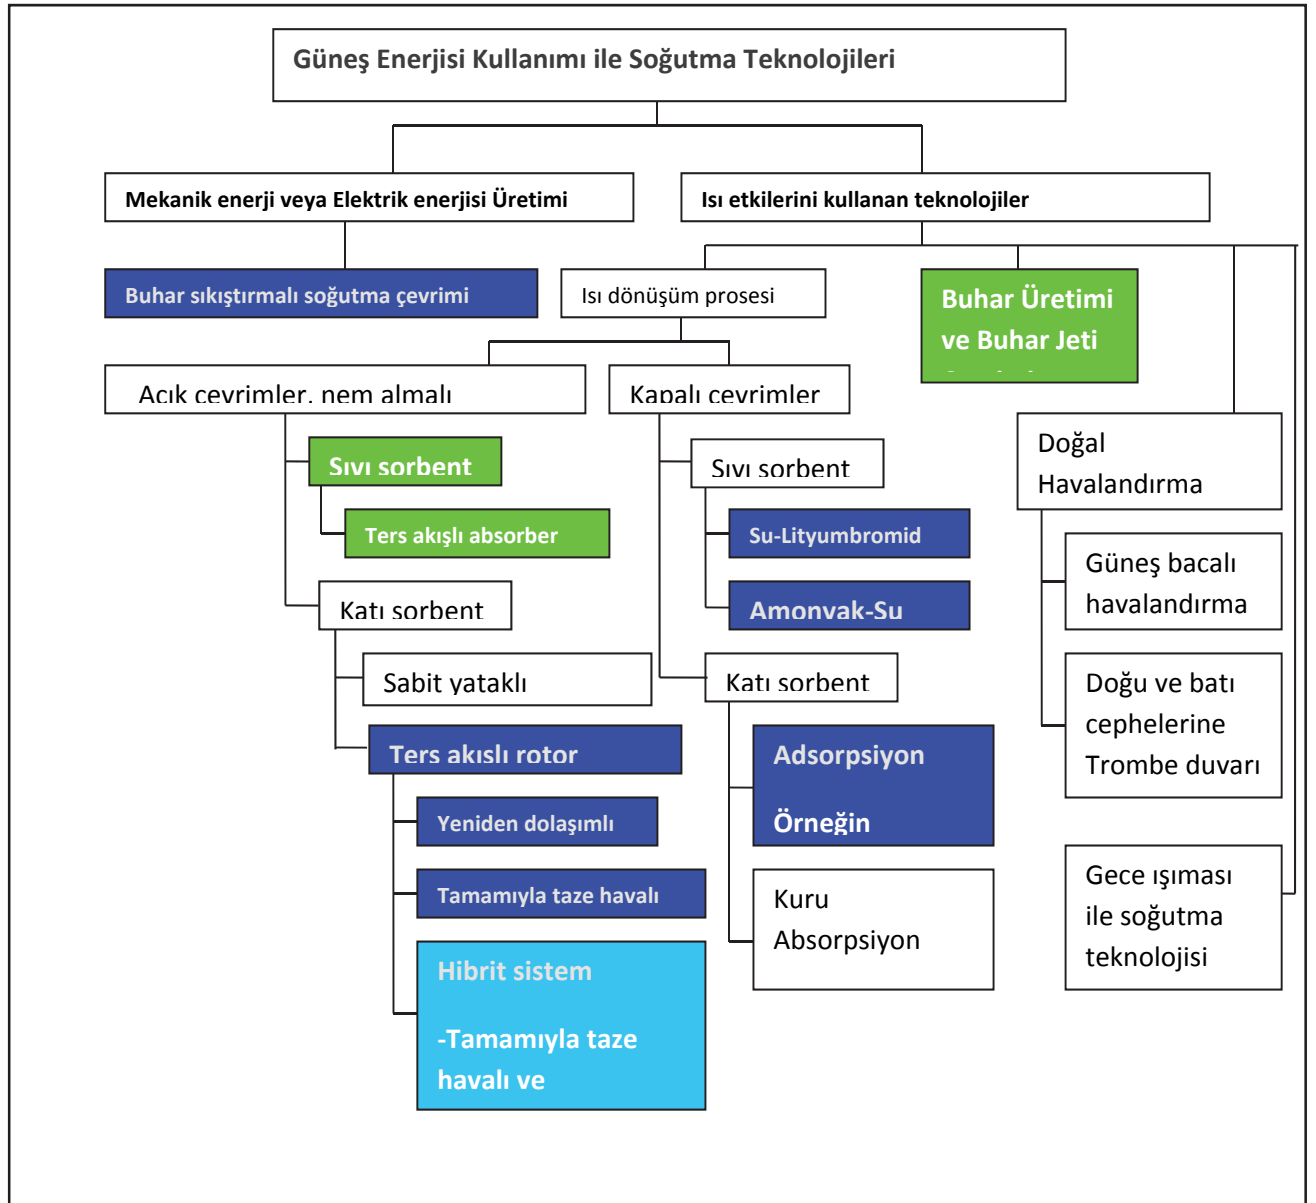 Güneş Enerjisi Kullanımı ile Soğutma Teknolojileri
Mekanik enerji veya Elektrik enerjisi Üretimi
Isı etkilerini kullanan teknolojiler
Buhar sıkıştırmalı soğutma çevrimi
Isı dönüşüm prosesi
Buhar Üretimi
ve Buhar Jeti
Açık çevrimler, nem almalı
Kapalı çevrimler
Sıvı sorbent
Ters akışlı absorber
Katı sorbent
Sabit yataklı
Ters akışlı rotor
Yeniden dolaşımlı
Tamamıyla taze havalı
Hibrit sistem
-Tamamıyla taze
havalı ve
Sıvı sorbent
Su-Lityumbromid
Amonyak-Su
Katı sorbent
Adsorpsiyon
Örneğin
Kuru
Absorpsiyon
Doğal
Havalandırma
Güneş bacalı
havalandırma
Doğu ve batı
cephelerine
Trombe duvarı
Gece ışıması
ile soğutma
teknolojisi